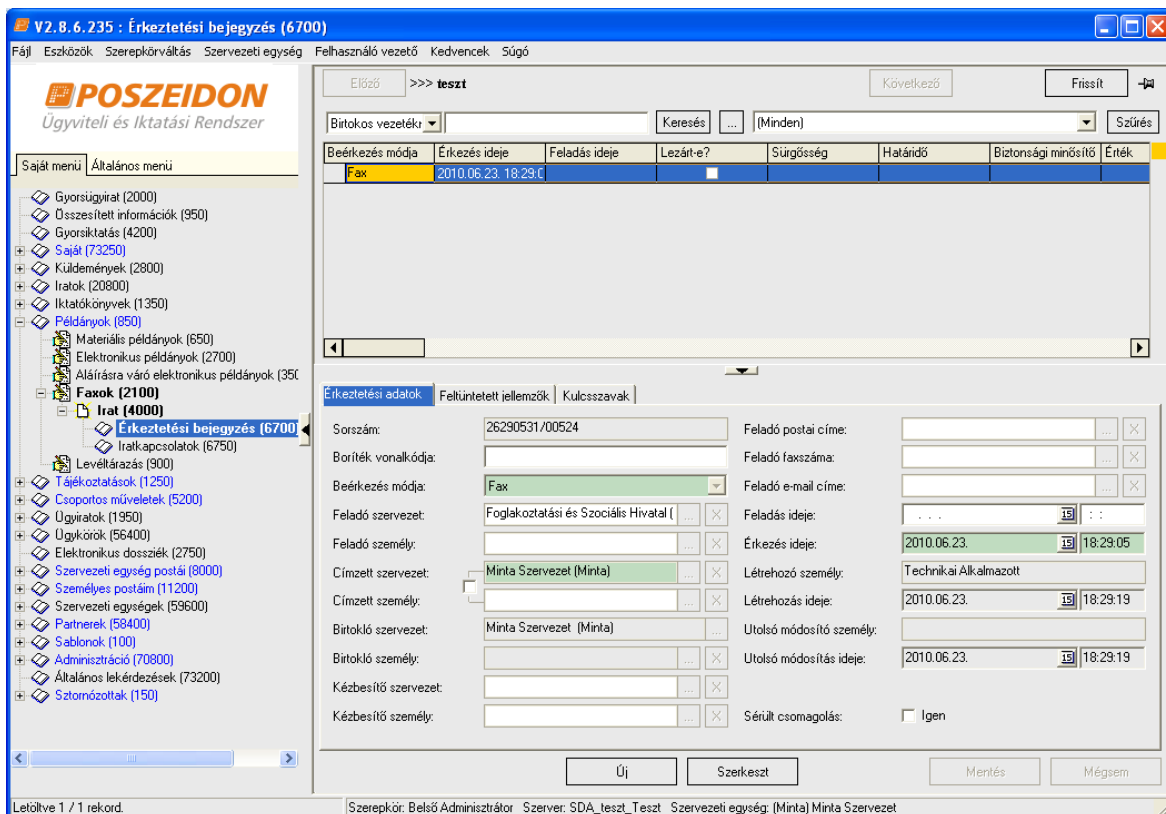 V2.8.6.235 : Érkeztetési bejegyzés (6700)
Fájl Eszközök Szerepkörváltás Szervezeti egység Felhasználó vezető Kedvencek Súgó
POSZEIDON
Ügyviteli és Iktatási Rendszer
Saját menü Általános menü
Gyorsügyirat (2000)
Összesített információk (950)
Gyorsiktatás (4200)
Saját (73250)
Küldemények (2800)
Iratok (20800)
Iktatókönyvek (1350)
Példányok (850)
Materiális példányok (650)
Elektronikus példányok (2700)
Aláírásra váró elektronikus példányok (350
Faxok (2100)
Irat (4000)
Érkeztetési bejegyzés (6700)
Iratkapcsolatok (6750)
Levéltárazás (900)
Tájékoztatások (1250)
Csoportos műveletek (5200)
Ügyiratok (1950)
Ügykörök (56400)
Elektronikus dossziék (2750)
Szervezeti egység postái (8000)
Személyes postáim (11200)
Szervezeti egységek (59600)
Partnerek (58400)
Sablonok (100)
Adminisztráció (70800)
Általános lekérdezések (73200)
Sztornózottak (150)
Előző >>> teszt Következő Frissít
Birtokos vezetékr Keresés ... (Minden) Szűrés
Beérkezés módja Érkezés ideje Feladás ideje Lezárt-e? Sürgősség Határidő Biztonsági minősítő Érték
Fax 2010.06.23. 18:29:0
Érkeztetési adatok Feltüntetett jellemzők Kulcsszavak
Sorszám: 26290531/00524
Boríték vonalkódja:
Beérkezés módja: Fax
Feladó szervezet: Foglakoztatási és Szociális Hivatal ( ... X
Feladó személy: ... X
Címzett szervezet: Minta Szervezet (Minta) ... X
Címzett személy: ... X
Birtokló szervezet: Minta Szervezet (Minta) ...
Birtokló személy: ... X
Kézbesítő szervezet: ... X
Kézbesítő személy: ... X
Feladó postai címe: ... X
Feladó faxszáma: ... X
Feladó e-mail címe: ... X
Feladás ideje: . . . 15 : :
Érkezés ideje: 2010.06.23. 15 18:29:05
Létrehozó személy: Technikai Alkalmazott
Létrehozás ideje: 2010.06.23. 15 18:29:19
Utolsó módosító személy:
Utolsó módosítás ideje: 2010.06.23. 15 18:29:19
Sérült csomagolás: Igen
Új Szerkeszt Mentés Mégsem
Letöltve 1 / 1 rekord. Szerepkör: Belső Adminisztrátor Szerver: SDA_teszt_Teszt Szervezeti egység: (Minta) Minta Szervezet